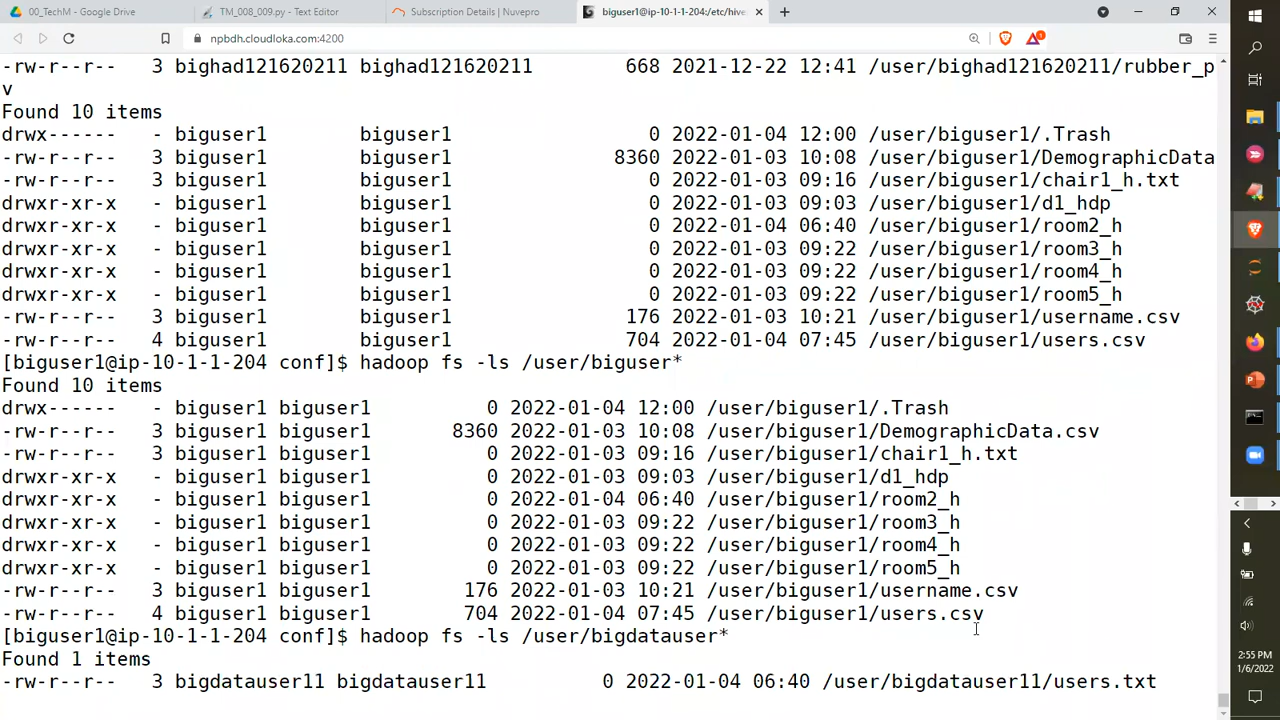 00_TechM – Google Drive
TM_008_009.py - Text Editor
Subscription Details | Nuvepro
biguser1@ip-10-1-1-204:/etc/hive
npbdh.cloudloka.com:4200
-rw-r--r--   3 bighad121620211 bighad121620211        668 2021-12-22 12:41 /user/bighad121620211/rubber_p
v
Found 10 items
drwx------   - biguser1        biguser1          0 2022-01-04 12:00 /user/biguser1/.Trash
-rw-r--r--   3 biguser1        biguser1       8360 2022-01-03 10:08 /user/biguser1/DemographicData
-rw-r--r--   3 biguser1        biguser1          0 2022-01-03 09:16 /user/biguser1/chair1_h.txt
drwxr-xr-x   - biguser1        biguser1          0 2022-01-03 09:03 /user/biguser1/d1_hdp
drwxr-xr-x   - biguser1        biguser1          0 2022-01-04 06:40 /user/biguser1/room2_h
drwxr-xr-x   - biguser1        biguser1          0 2022-01-03 09:22 /user/biguser1/room3_h
drwxr-xr-x   - biguser1        biguser1          0 2022-01-03 09:22 /user/biguser1/room4_h
drwxr-xr-x   - biguser1        biguser1          0 2022-01-03 09:22 /user/biguser1/room5_h
-rw-r--r--   3 biguser1        biguser1        176 2022-01-03 10:21 /user/biguser1/username.csv
-rw-r--r--   4 biguser1        biguser1        704 2022-01-04 07:45 /user/biguser1/users.csv
[biguser1@ip-10-1-1-204 conf]$ hadoop fs -ls /user/biguser*
Found 10 items
drwx------   - biguser1 biguser1          0 2022-01-04 12:00 /user/biguser1/.Trash
-rw-r--r--   3 biguser1 biguser1       8360 2022-01-03 10:08 /user/biguser1/DemographicData.csv
-rw-r--r--   3 biguser1 biguser1          0 2022-01-03 09:16 /user/biguser1/chair1_h.txt
drwxr-xr-x   - biguser1 biguser1          0 2022-01-03 09:03 /user/biguser1/d1_hdp
drwxr-xr-x   - biguser1 biguser1          0 2022-01-04 06:40 /user/biguser1/room2_h
drwxr-xr-x   - biguser1 biguser1          0 2022-01-03 09:22 /user/biguser1/room3_h
drwxr-xr-x   - biguser1 biguser1          0 2022-01-03 09:22 /user/biguser1/room4_h
drwxr-xr-x   - biguser1 biguser1          0 2022-01-03 09:22 /user/biguser1/room5_h
-rw-r--r--   3 biguser1 biguser1        176 2022-01-03 10:21 /user/biguser1/username.csv
-rw-r--r--   4 biguser1 biguser1        704 2022-01-04 07:45 /user/biguser1/users.csv
[biguser1@ip-10-1-1-204 conf]$ hadoop fs -ls /user/bigdatauser*
Found 1 items
-rw-r--r--   3 bigdatauser11 bigdatauser11          0 2022-01-04 06:40 /user/bigdatauser11/users.txt
2:55 PM
1/6/2022